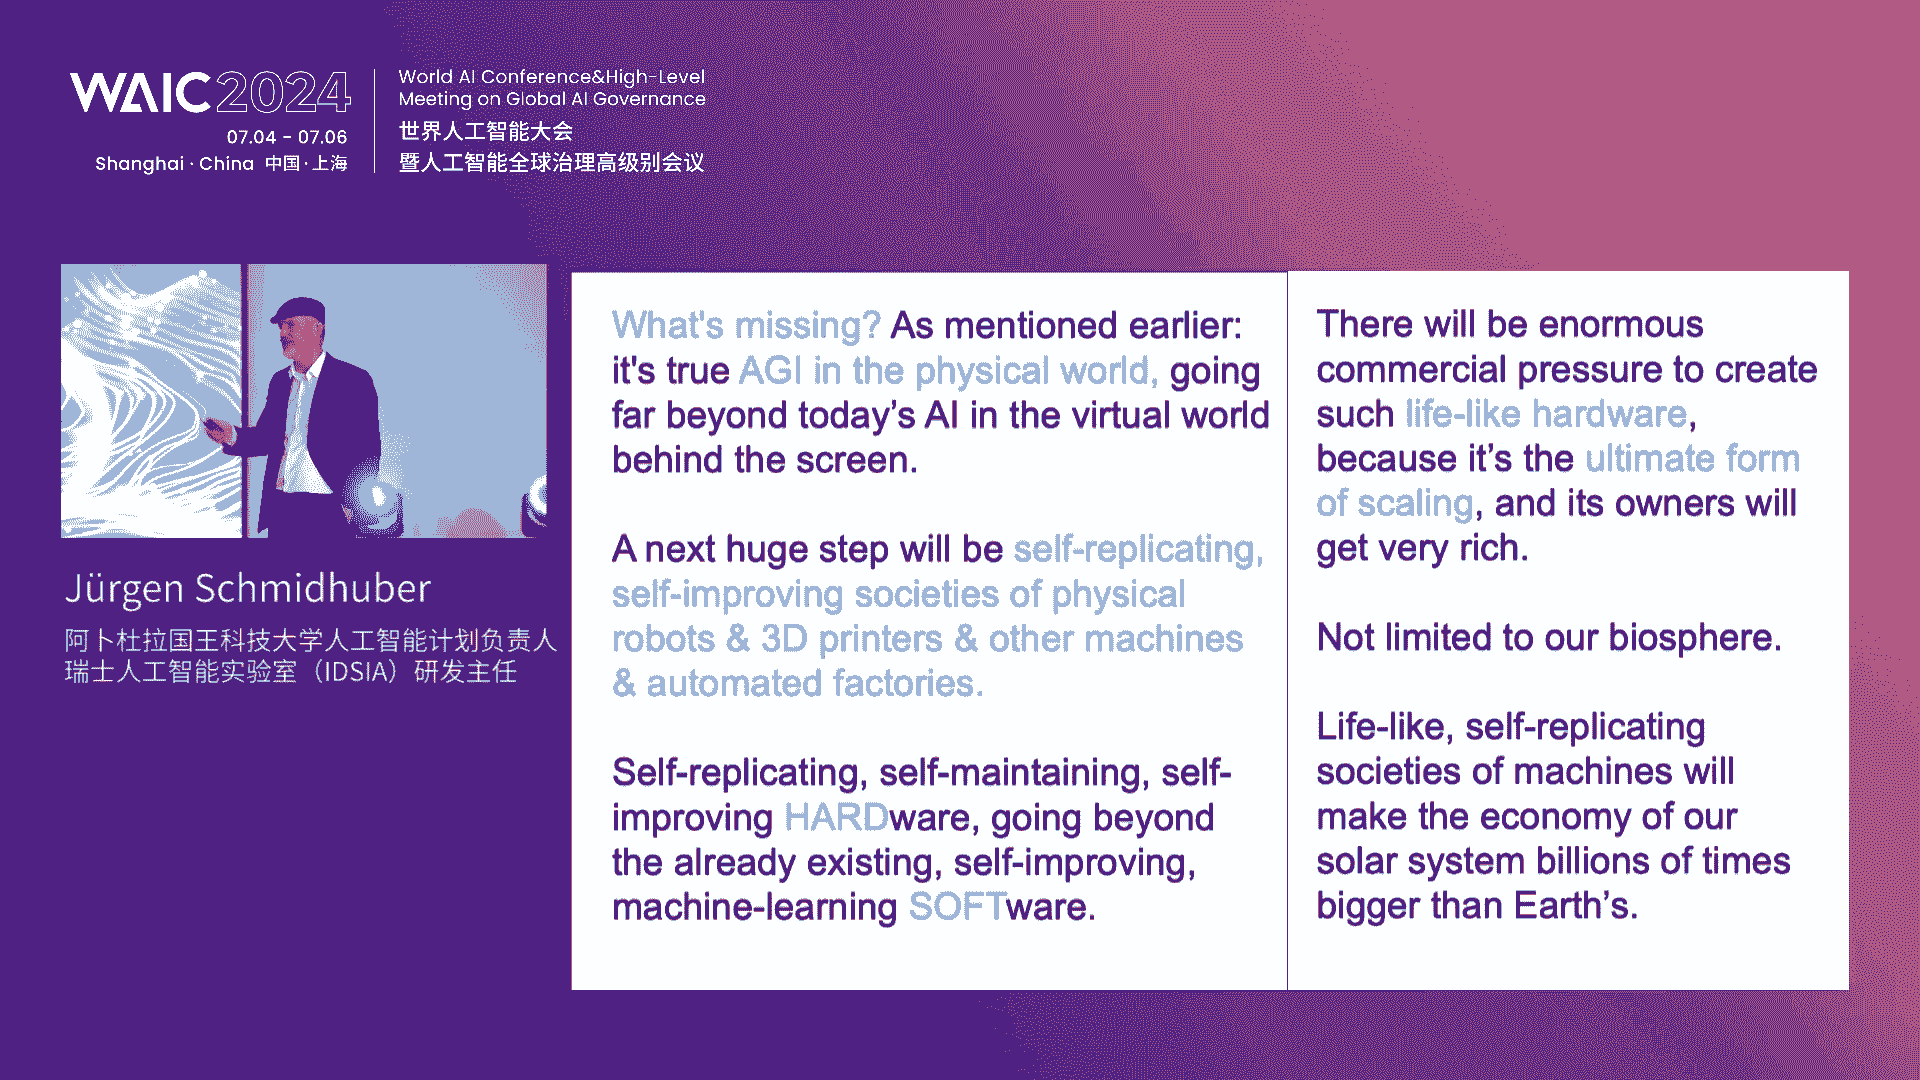 WAIC 2024
07.04 - 07.06
Shanghai · China 中国·上海
World AI Conference&High-Level
Meeting on Global AI Governance
世界人工智能大会
暨人工智能全球治理高级别会议
Jürgen Schmidhuber
阿卜杜拉国王科技大学人工智能计划负责人
瑞士人工智能实验室（IDSIA）研发主任
What's missing? As mentioned earlier:
it's true AGI in the physical world, going
far beyond today’s AI in the virtual world
behind the screen.
A next huge step will be self-replicating,
self-improving societies of physical
robots & 3D printers & other machines
& automated factories.
Self-replicating, self-maintaining, self-
improving HARDware, going beyond
the already existing, self-improving,
machine-learning SOFTware.
There will be enormous
commercial pressure to create
such life-like hardware,
because it’s the ultimate form
of scaling, and its owners will
get very rich.
Not limited to our biosphere.
Life-like, self-replicating
societies of machines will
make the economy of our
solar system billions of times
bigger than Earth’s.